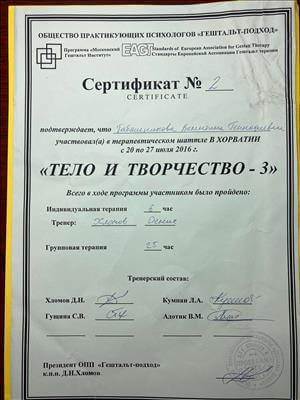 ОБЩЕСТВО ПРАКТИКУЮЩИХ ПСИХОЛОГОВ «ГЕШТАЛЬТ-ПОДХОД»
Программа «Московский Гештальт Институт»
EAGT
Standards of European Association for Gestalt Therapy
Стандарты Европейской Ассоциации Гештальт терапии
Сертификат № 2
CERTIFICATE
подтверждает, что
участвовал(а) в терапевтическом шаттле В ХОРВАТИИ
с 20 по 27 июля 2016 г.
«ТЕЛО И ТВОРЧЕСТВО - 3»
Всего в ходе программы участником было пройдено:
Индивидуальная терапия час
Тренер: Хломов
Групповая терапия 25 час
Тренерский состав:
Хломов Д.Н. Кумпан Л.А.
Гущина С.В. Адотик В.М.
Президент ОПП «Гештальт-подход»
к.п.н. Д.Н.Хломов